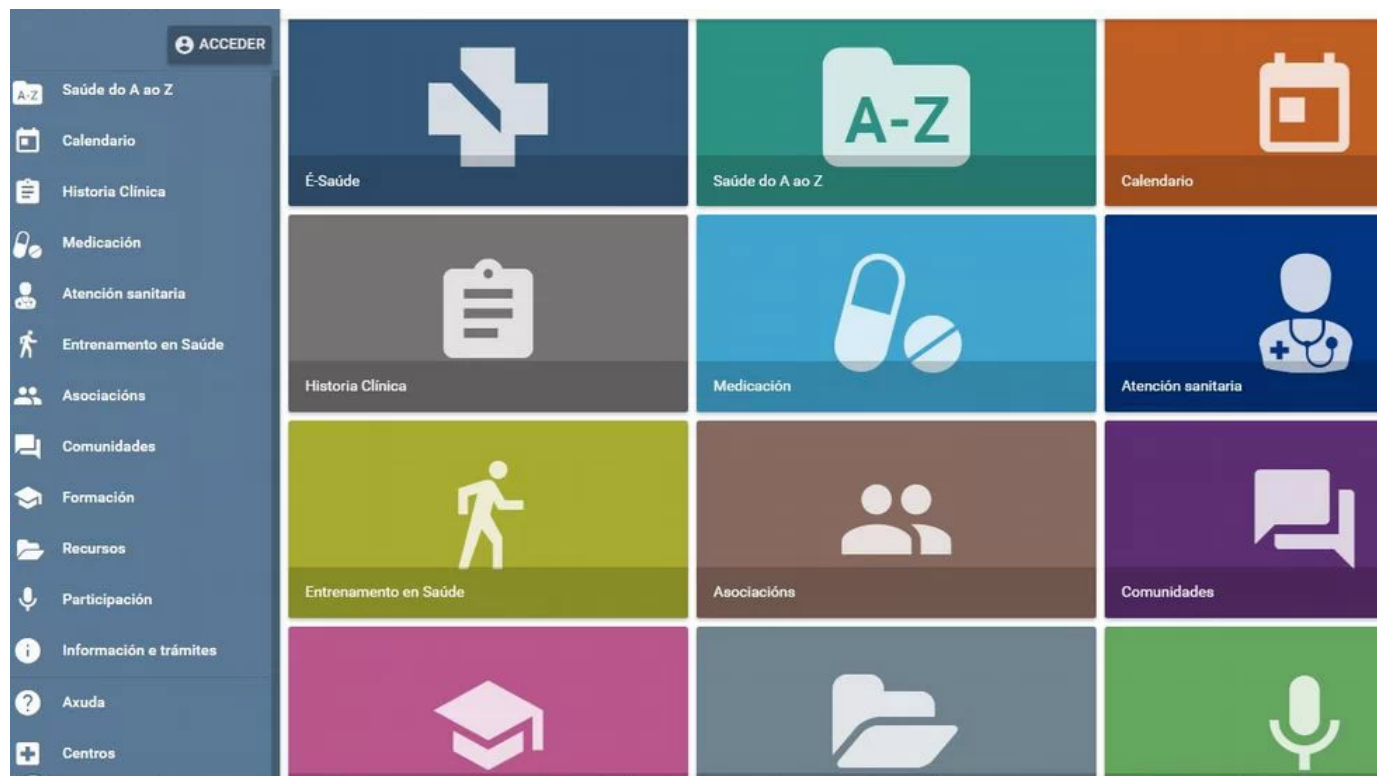 ACCEDER
A-Z
Saúde do A ao Z
Calendario
Historia Clínica
Medicación
Atención sanitaria
Entrenamento en Saúde
Asociacións
Comunidades
Formación
Recursos
Participación
Información e trámites
Axuda
Centros
É-Saúde
A-Z
Saúde do A ao Z
Calendario
Historia Clínica
Medicación
Atención sanitaria
Entrenamento en Saúde
Asociacións
Comunidades